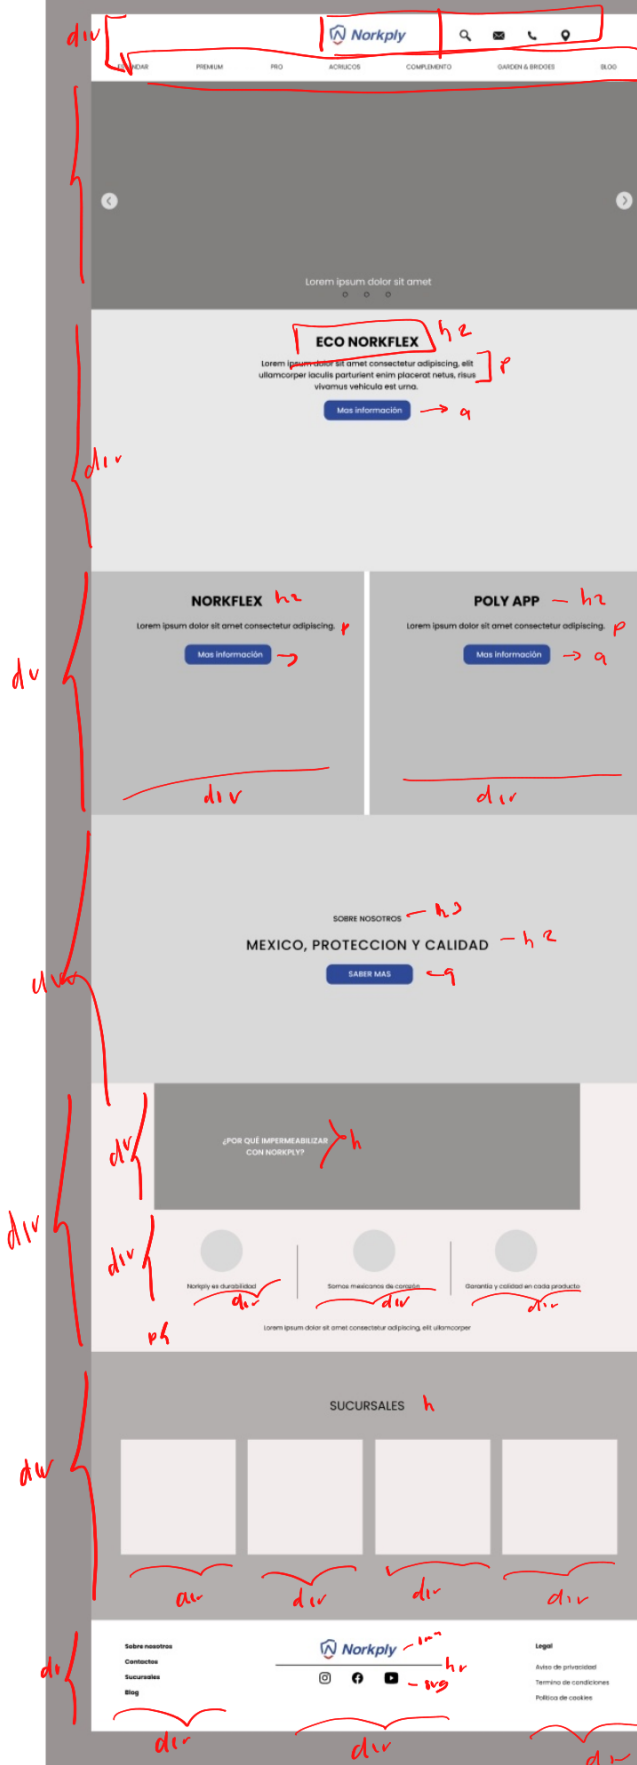 div
Norkply
ESTANDAR PREMIUM PRO ACRILICOS COMPLEMENTO GARDEN & BRIDGES BLOG
Lorem ipsum dolor sit amet
ECO NORKFLEX h2
Lorem ipsum dolor sit amet consectetur adipiscing, elit
ullamcorper iaculis parturient enim placerat netus, risus p
vivamus vehicula est urna.
Mas información a
div
NORKFLEX h2 POLY APP h2
Lorem ipsum dolor sit amet consectetur adipiscing. p Lorem ipsum dolor sit amet consectetur adipiscing. p
Mas información Mas información a
div
div div
SOBRE NOSOTROS h3
MEXICO, PROTECCION Y CALIDAD h2
SABER MAS a
div
¿POR QUÉ IMPERMEABILIZAR h
CON NORKPLY?
div
div
div
Norkply es durabilidad Somos mexicanos de corazón Garantia y calidad en cada producto
div div div
Lorem ipsum dolor sit amet consectetur adipiscing, elit ullamcorper
SUCURSALES h
div
div div div div
Sobre nosotros Norkply Legal
Contactos hr Aviso de privacidad
Sucursales svg Termino de condiciones
Blog Politica de cookies
div div div